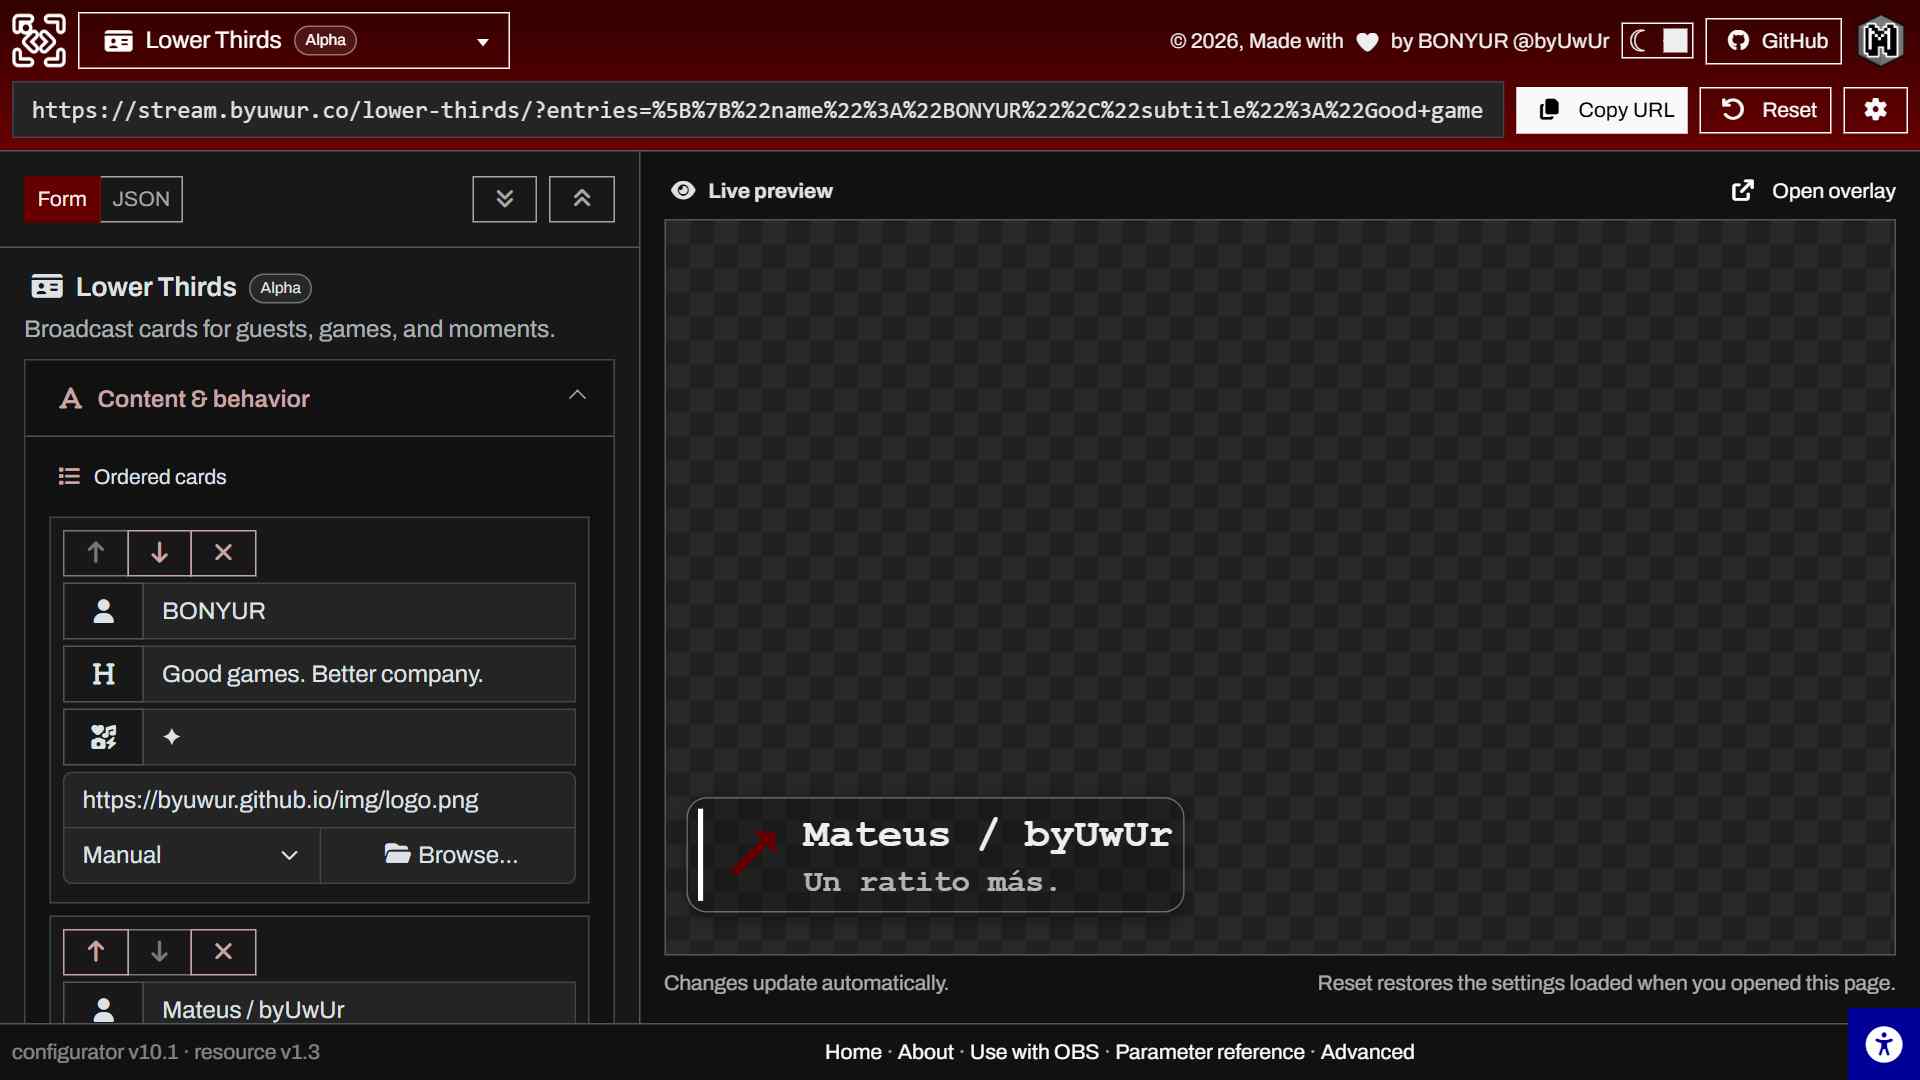 Lower Thirds Alpha
© 2026, Made with by BONYUR @byUwUr
GitHub
https://stream.byuwur.co/lower-thirds/?entries=%5B%7B%22name%22%3A%22BONYUR%22%2C%22subtitle%22%3A%22Good+game
Copy URL
Reset
Form
JSON
Lower Thirds Alpha
Broadcast cards for guests, games, and moments.
Content & behavior
Ordered cards
BONYUR
H
Good games. Better company.
https://byuwur.github.io/img/logo.png
Manual
Browse...
Mateus / byUwUr
Live preview
Open overlay
Mateus / byUwUr
Un ratito más.
Changes update automatically.
Reset restores the settings loaded when you opened this page.
configurator v10.1 · resource v1.3
Home · About · Use with OBS · Parameter reference · Advanced